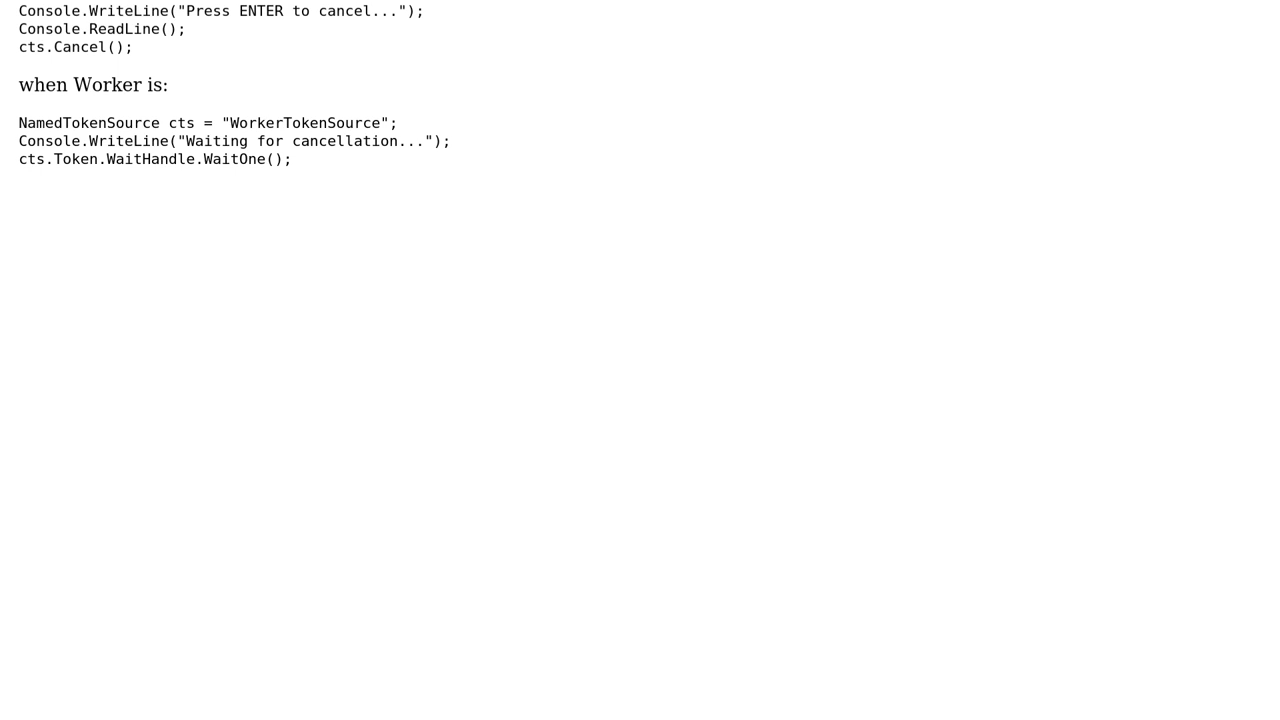 Console.WriteLine("Press ENTER to cancel...");
Console.ReadLine();
cts.Cancel();
when Worker is:
NamedTokenSource cts = "WorkerTokenSource";
Console.WriteLine("Waiting for cancellation...");
cts.Token.WaitHandle.WaitOne();